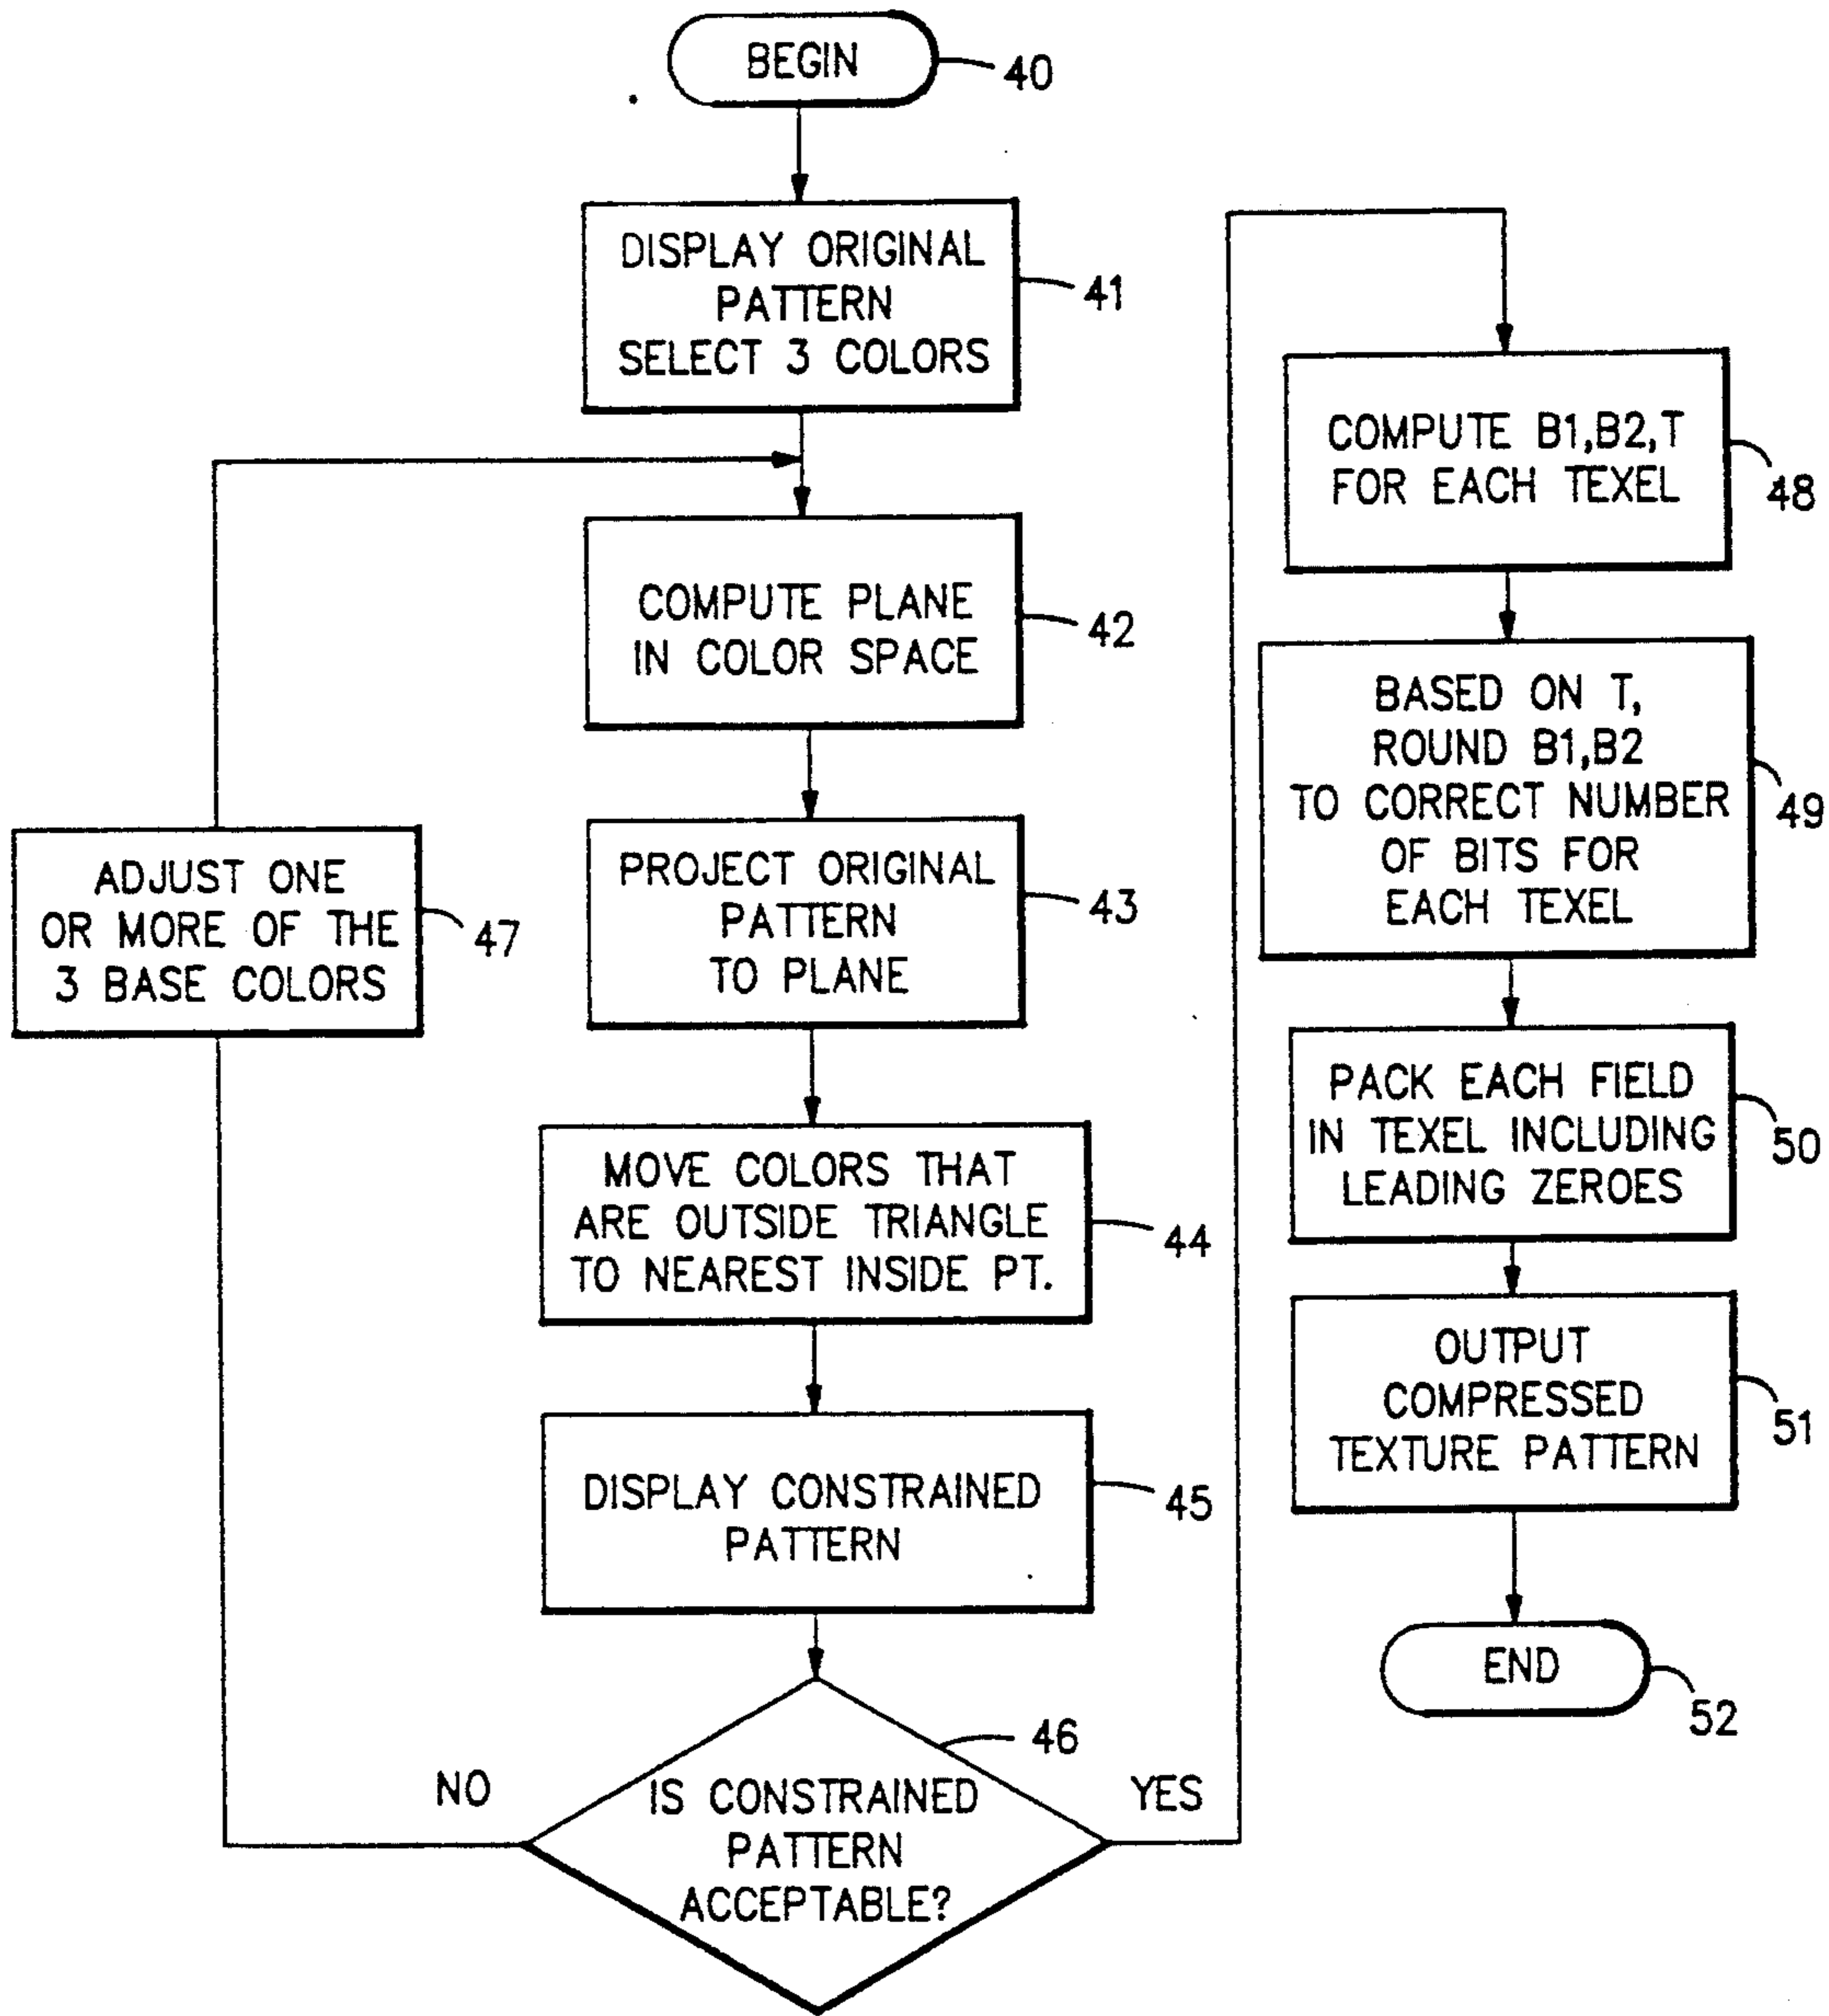 BEGIN
40
DISPLAY ORIGINAL
PATTERN
SELECT 3 COLORS
41
COMPUTE PLANE
IN COLOR SPACE
42
PROJECT ORIGINAL
PATTERN
TO PLANE
43
MOVE COLORS THAT
ARE OUTSIDE TRIANGLE
TO NEAREST INSIDE PT.
44
DISPLAY CONSTRAINED
PATTERN
45
46
IS CONSTRAINED
PATTERN
ACCEPTABLE?
NO
YES
ADJUST ONE
OR MORE OF THE
3 BASE COLORS
47
COMPUTE B1,B2,T
FOR EACH TEXEL
48
BASED ON T,
ROUND B1,B2
TO CORRECT NUMBER
OF BITS FOR
EACH TEXEL
49
PACK EACH FIELD
IN TEXEL INCLUDING
LEADING ZEROES
50
OUTPUT
COMPRESSED
TEXTURE PATTERN
51
END
52